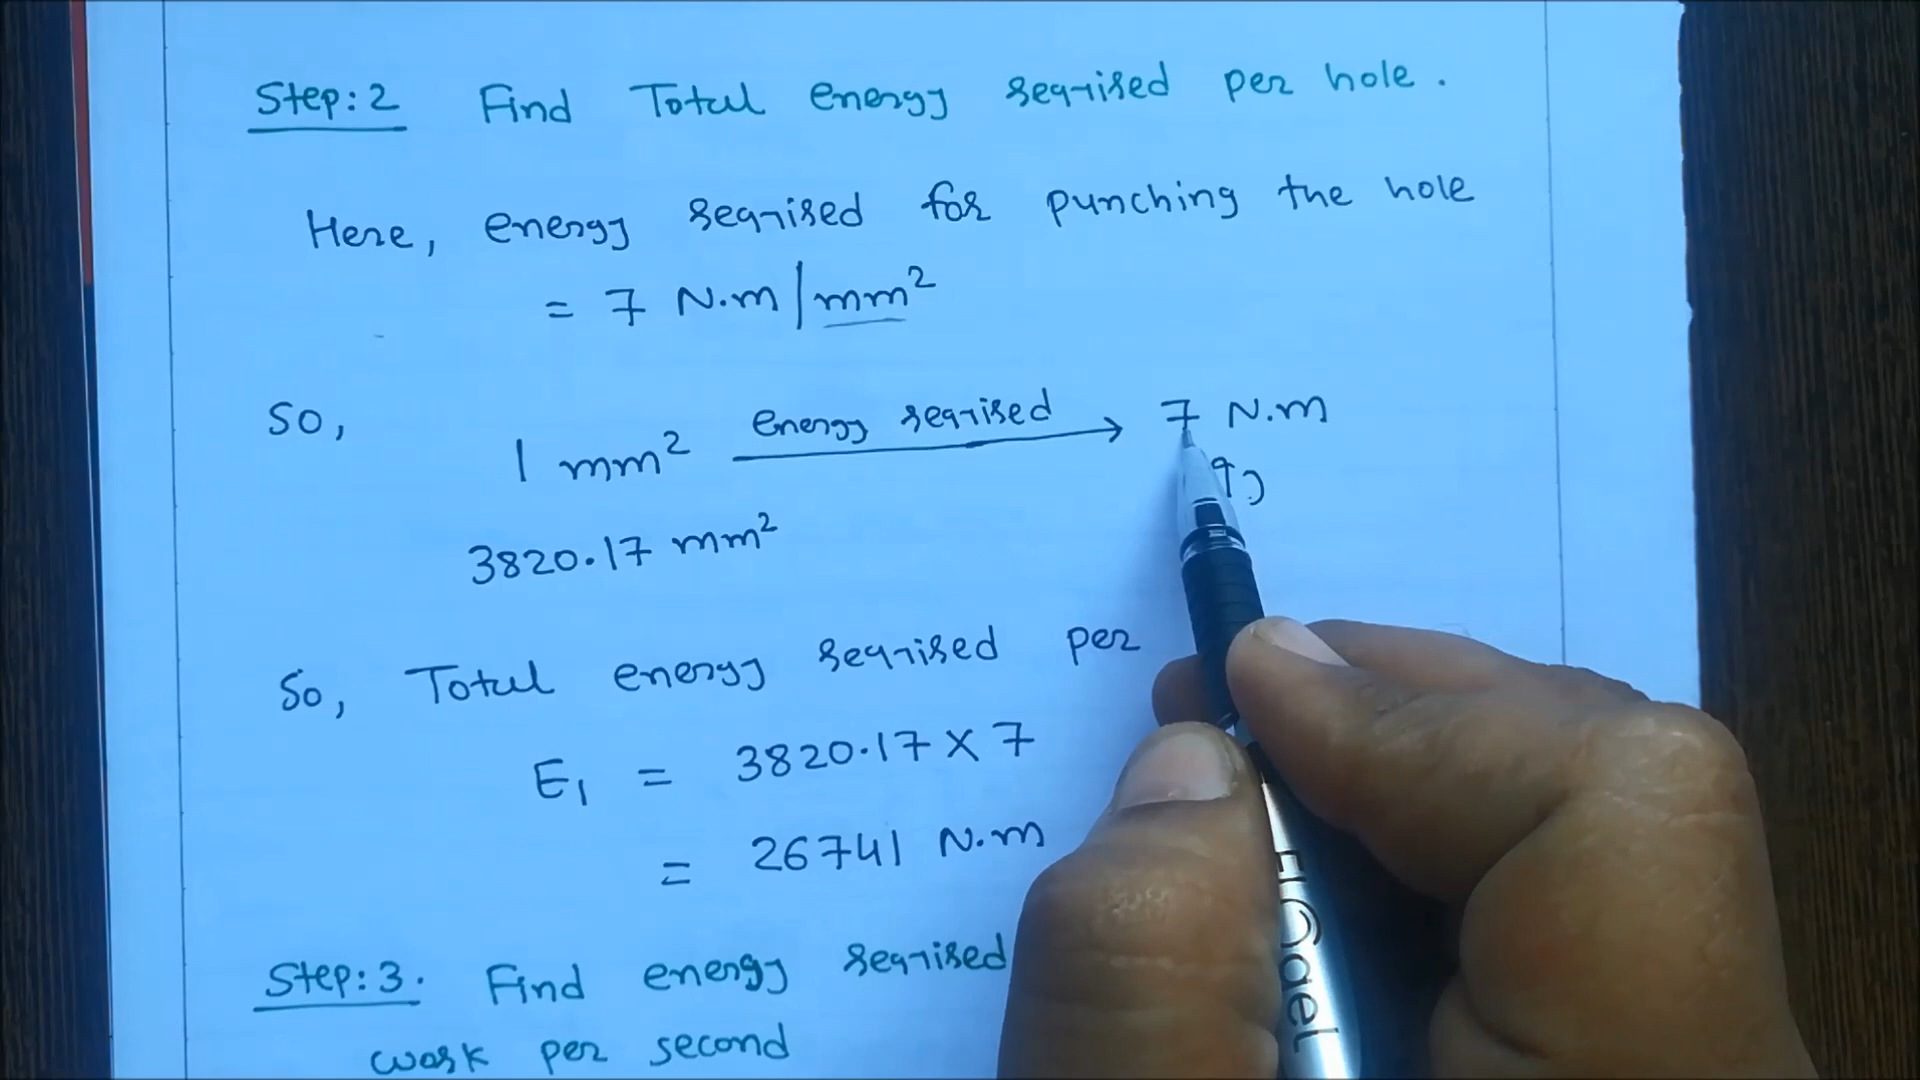 Step:2 Find Total energy required per hole.
Here, energy required for punching the hole
= 7 N.m/mm²
So,
1 mm² energy required → 7 N.m
3820.17 mm²
So, Total energy required per
E₁ = 3820.17 × 7
= 26741 N.m
Step:3. Find energy required
work per second